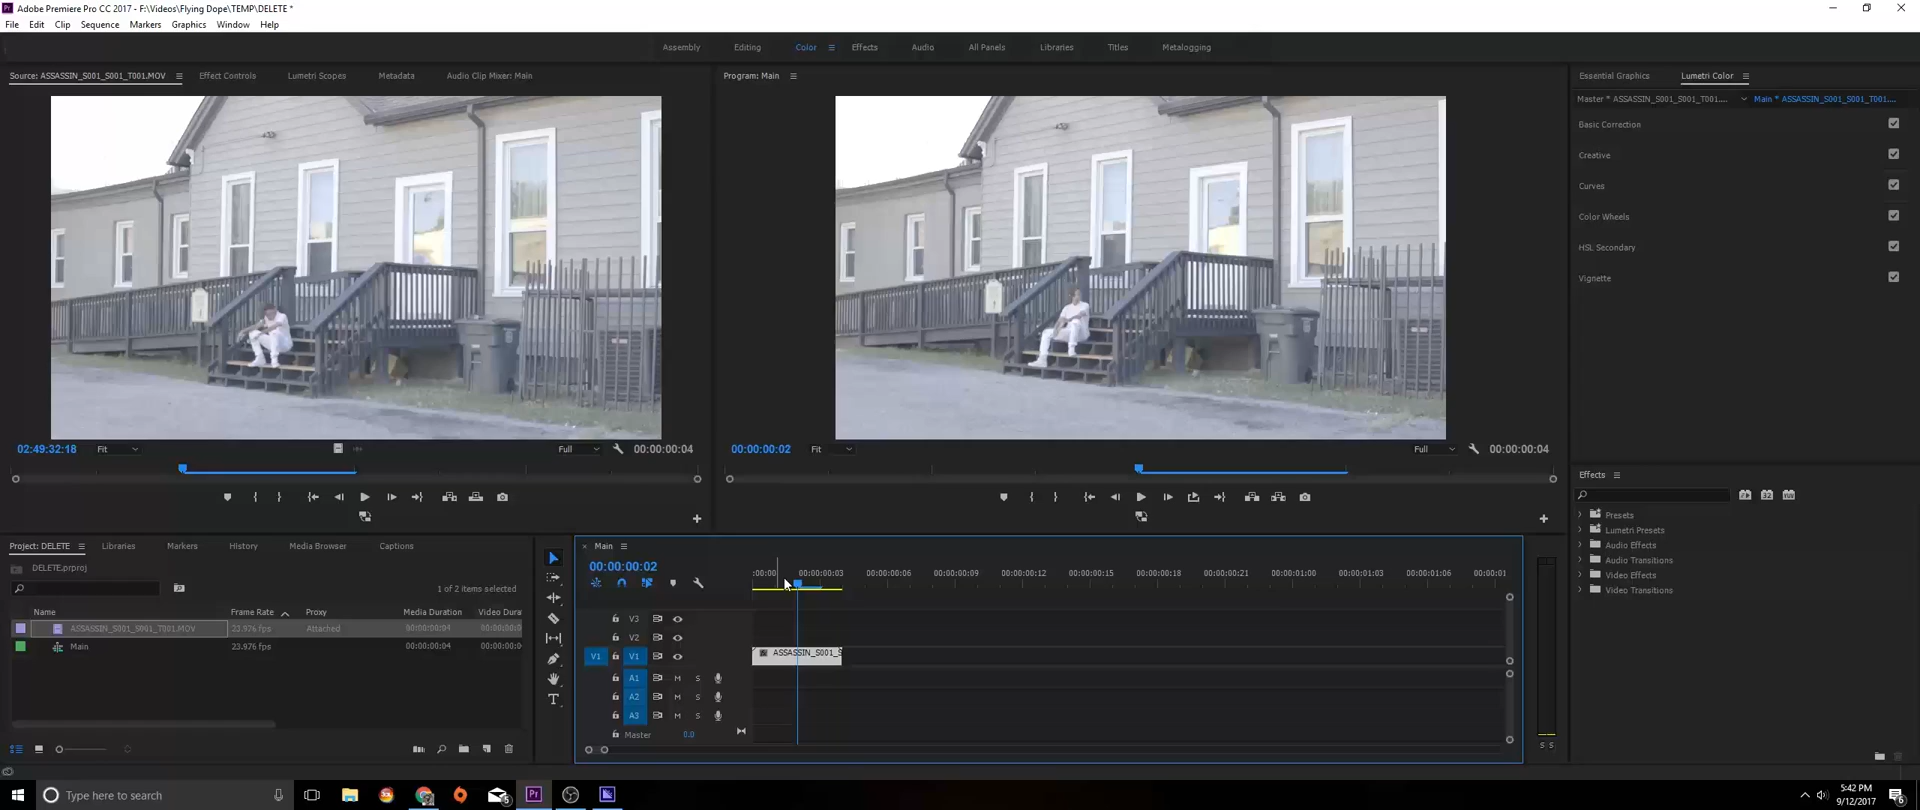 Adobe Premiere Pro CC 2017 - F:\Videos\Flying Dope\TEMP\DELETE *
File Edit Clip Sequence Markers Graphics Window Help
Assembly Editing Color Effects Audio All Panels Libraries Titles Metalogging
Source: ASSASSIN_S001_S001_T001.MOV Effect Controls Lumetri Scopes Metadata Audio Clip Mixer: Main
Program: Main
Essential Graphics Lumetri Color
Master * ASSASSIN_S001_S001_T001.... Main * ASSASSIN_S001_S001_T001....
Basic Correction
Creative
Curves
Color Wheels
HSL Secondary
Vignette
02:49:32:18 Fit Full 00:00:00:04
00:00:00:02 Fit Full 00:00:00:04
Effects
Presets
Lumetri Presets
Audio Effects
Audio Transitions
Video Effects
Video Transitions
Project: DELETE Libraries Markers History Media Browser Captions
DELETE.prproj
1 of 2 items selected
Name Frame Rate Proxy Media Duration Video Dura
ASSASSIN_S001_S001_T001.MOV 23.976 fps Attached 00:00:00:04 00:00:00:0
Main 23.976 fps 00:00:00:04 00:00:00:0
Main
00:00:00:02
:00:00 00:00:00:03 00:00:00:06 00:00:00:09 00:00:00:12 00:00:00:15 00:00:00:18 00:00:00:21 00:00:01:00 00:00:01:03 00:00:01:06 00:00:01
V3
V2
V1 V1 ASSASSIN_S001_S
A1 M S
A2 M S
A3 M S
Master 0.0
S S
Type here to search
5:42 PM
9/12/2017